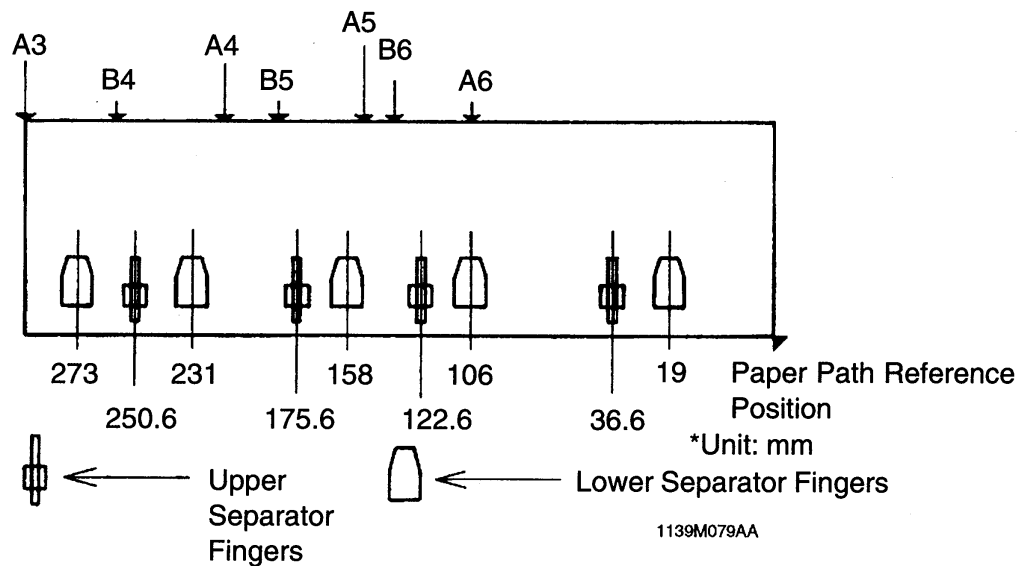 A3
B4
A4
B5
A5
B6
A6
273
231
158
106
19
250.6
175.6
122.6
36.6
Paper Path Reference
Position
*Unit: mm
Upper
Separator
Fingers
Lower Separator Fingers
1139M079AA